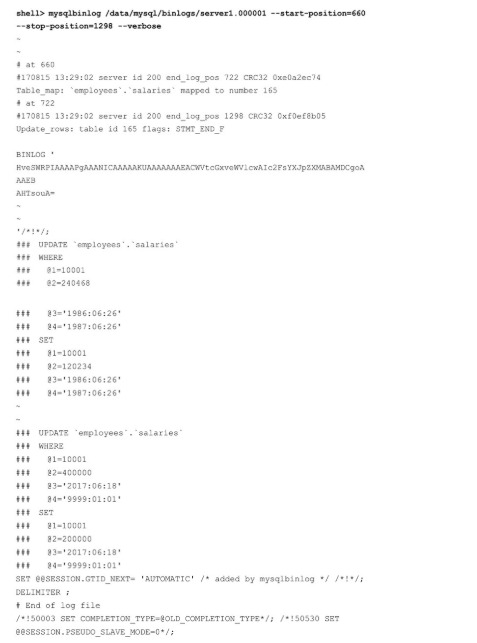 shell> mysqlbinlog /data/mysql/binlogs/server1.000001 --start-position=660
--stop-position=1298 --verbose
~
~
# at 660
#170815 13:29:02 server id 200 end_log_pos 722 CRC32 0xe0a2ec74
Table_map: `employees`.`salaries` mapped to number 165
# at 722
#170815 13:29:02 server id 200 end_log_pos 1298 CRC32 0xf0ef8b05
Update_rows: table id 165 flags: STMT_END_F
BINLOG '
HveSWRPIAAAAPgAAANICAAAAAKUAAAAAAAEACWVtcGxveWVlcwAIc2FsYXJpZXMABAMDCgoA
AAEB
AHTsouA=
~
~
'/*!*/;
### UPDATE `employees`.`salaries`
### WHERE
### @1=10001
### @2=240468
### @3='1986:06:26'
### @4='1987:06:26'
### SET
### @1=10001
### @2=120234
### @3='1986:06:26'
### @4='1987:06:26'
~
~
### UPDATE `employees`.`salaries`
### WHERE
### @1=10001
### @2=400000
### @3='2017:06:18'
### @4='9999:01:01'
### SET
### @1=10001
### @2=200000
### @3='2017:06:18'
### @4='9999:01:01'
SET @@SESSION.GTID_NEXT= 'AUTOMATIC' /* added by mysqlbinlog */ /*!*/;
DELIMITER ;
# End of log file
/*!50003 SET COMPLETION_TYPE=@OLD_COMPLETION_TYPE*/; /*!50530 SET
@@SESSION.PSEUDO_SLAVE_MODE=0*/;